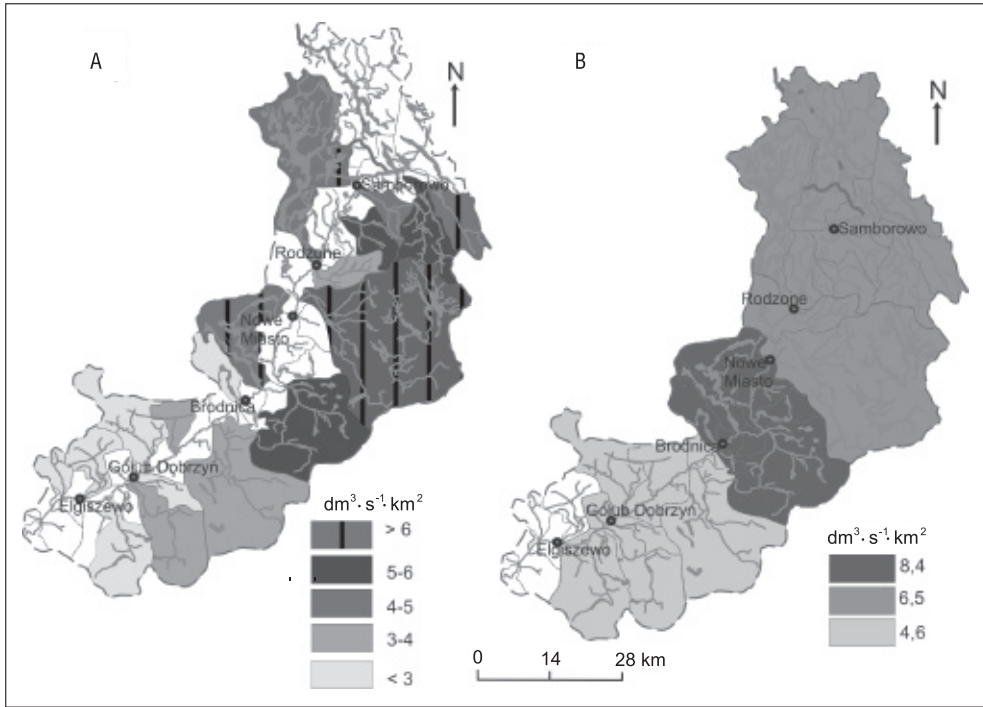 A
N
Samborowo
Rodzone
Nowe
Miasto
Brodnica
Golub Dobrzyń
Elgiszewo
dm³· s⁻¹· km²
> 6
5-6
4-5
3-4
< 3
B
N
Samborowo
Rodzone
Nowe
Miasto
Brodnica
Golub Dobrzyń
Elgiszewo
dm³· s⁻¹· km²
8,4
6,5
4,6
0 14 28 km